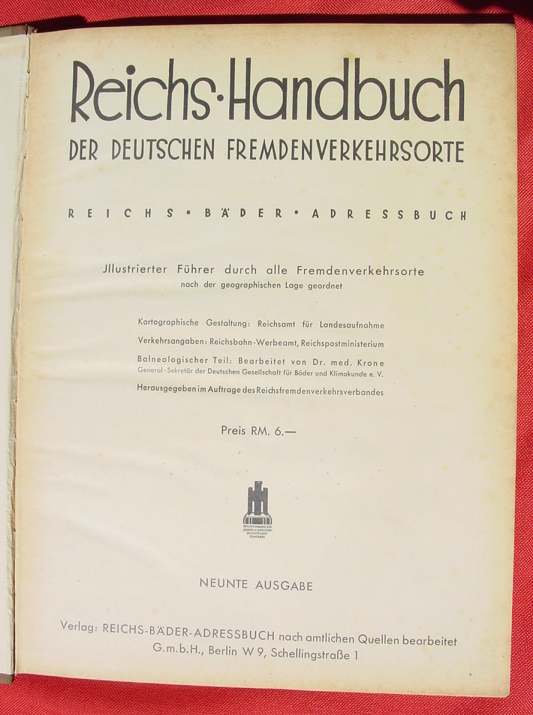 Reichs·Handbuch
DER DEUTSCHEN FREMDENVERKEHRSORTE
REICHS · BÄDER · ADRESSBUCH
Jllustrierter Führer durch alle Fremdenverkehrsorte
nach der geographischen Lage geordnet
Kartographische Gestaltung: Reichsamt für Landesaufnahme
Verkehrsangaben: Reichsbahn-Werbeamt, Reichspostministerium
Balneologischer Teil: Bearbeitet von Dr. med. Krone
General-Sekretär der Deutschen Gesellschaft für Bäder und Klimakunde e. V.
Herausgegeben im Auftrage des Reichsfremdenverkehrsverbandes
Preis RM. 6.—
NEUNTE AUSGABE
Verlag: REICHS-BÄDER-ADRESSBUCH nach amtlichen Quellen bearbeitet
G.m.b.H., Berlin W 9, Schellingstraße 1